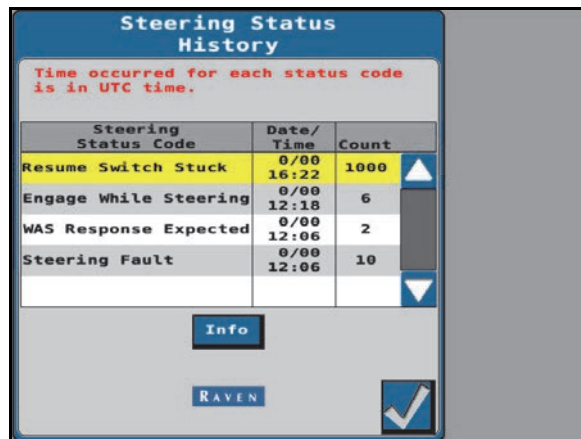 Steering Status
History
Time occurred for each status code
is in UTC time.
Steering
Status Code
Date/
Time
Count
Resume Switch Stuck
0/00
16:22
1000
Engage While Steering
0/00
12:18
6
WAS Response Expected
0/00
12:06
2
Steering Fault
0/00
12:06
10
Info
RAVEN